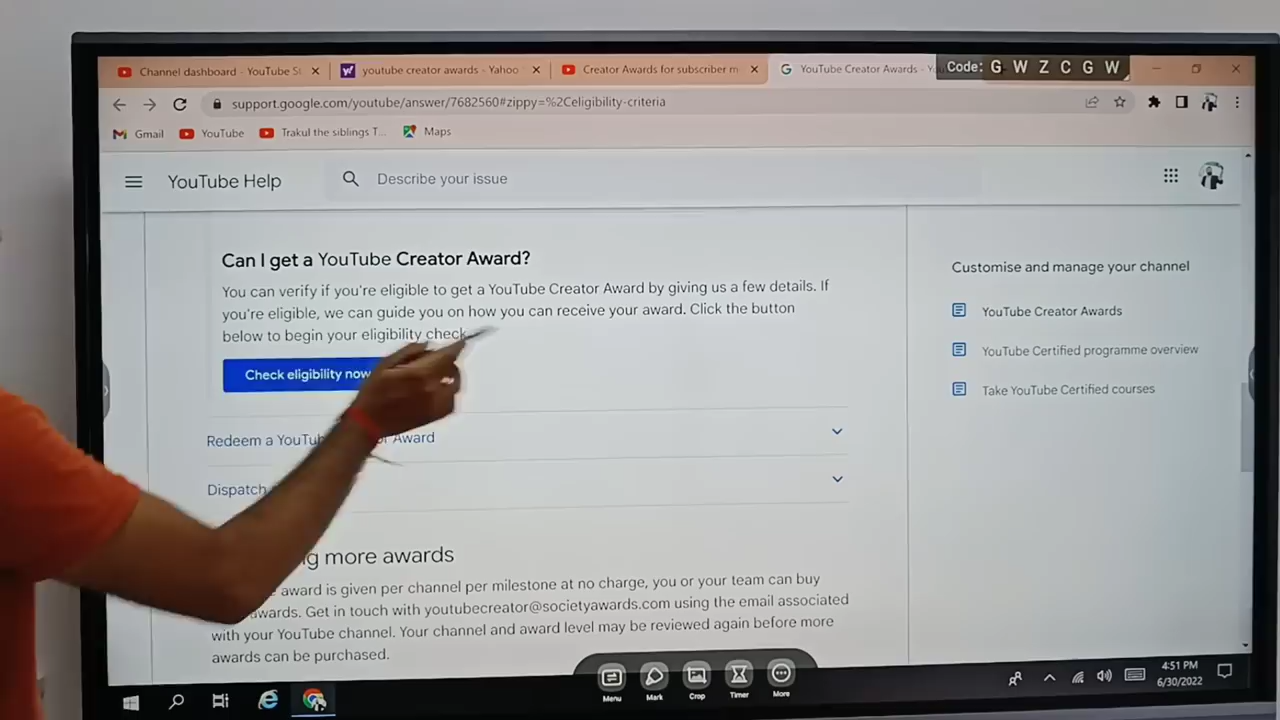 Channel dashboard - YouTube St
youtube creator awards - Yahoo
Creator Awards for subscriber m
YouTube Creator Awards - Yo
Code: G W Z C G W
support.google.com/youtube/answer/7682560#zippy=%2Celigibility-criteria
Gmail
YouTube
Trakul the siblings T...
Maps
YouTube Help
Describe your issue
Can I get a YouTube Creator Award?
You can verify if you're eligible to get a YouTube Creator Award by giving us a few details. If
you're eligible, we can guide you on how you can receive your award. Click the button
below to begin your eligibility check
Check eligibility now
Redeem a YouTu or Award
Dispatch
g more awards
award is given per channel per milestone at no charge, you or your team can buy
awards. Get in touch with youtubecreator@societyawards.com using the email associated
with your YouTube channel. Your channel and award level may be reviewed again before more
awards can be purchased.
Customise and manage your channel
YouTube Creator Awards
YouTube Certified programme overview
Take YouTube Certified courses
Menu
Mark
Crop
Timer
More
4:51 PM
6/30/2022